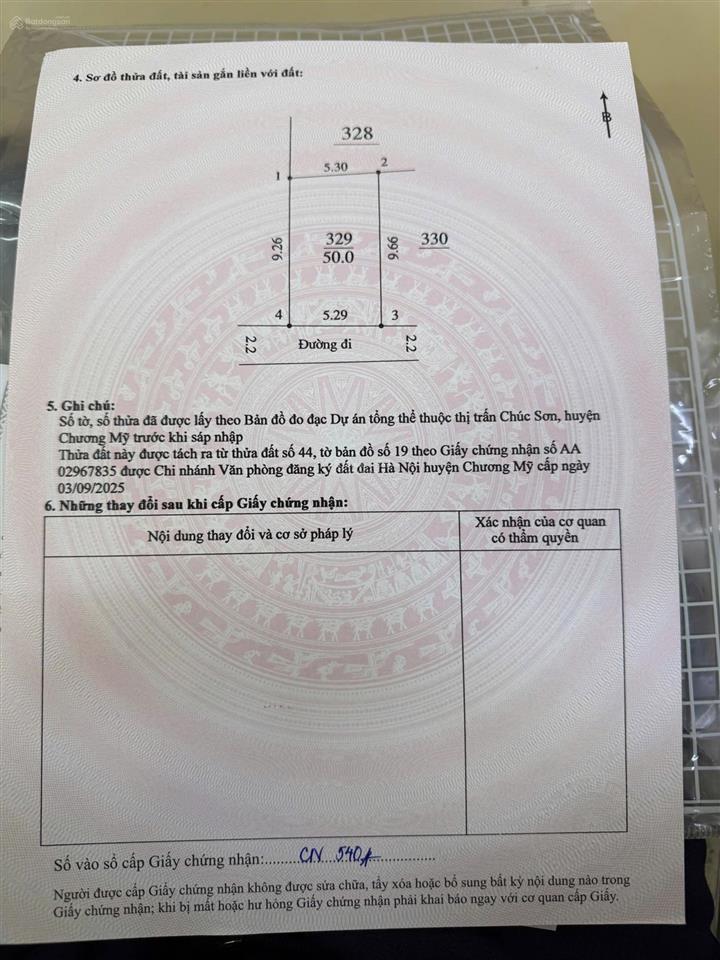 Batdongsan
4. Sơ đồ thửa đất, tài sản gắn liền với đất:
B
328
1
5.30
2
9.26
329
50.0
9.66
330
4
5.29
3
2.2
Đường đi
2.2
5. Ghi chú:
Số tờ, số thửa đã được lấy theo Bản đồ đo đạc Dự án tổng thể thuộc thị trấn Chúc Sơn, huyện
Chương Mỹ trước khi sáp nhập
Thửa đất này được tách ra từ thửa đất số 44, tờ bản đồ số 19 theo Giấy chứng nhận số AA
02967835 được Chi nhánh Văn phòng đăng ký đất đai Hà Nội huyện Chương Mỹ cấp ngày
03/09/2025
6. Những thay đổi sau khi cấp Giấy chứng nhận:
Nội dung thay đổi và cơ sở pháp lý
Xác nhận của cơ quan
có thẩm quyền
Số vào sổ cấp Giấy chứng nhận:.........CN...540.................
Người được cấp Giấy chứng nhận không được sửa chữa, tẩy xóa hoặc bổ sung bất kỳ nội dung nào trong
Giấy chứng nhận; khi bị mất hoặc hư hỏng Giấy chứng nhận phải khai báo ngay với cơ quan cấp Giấy.